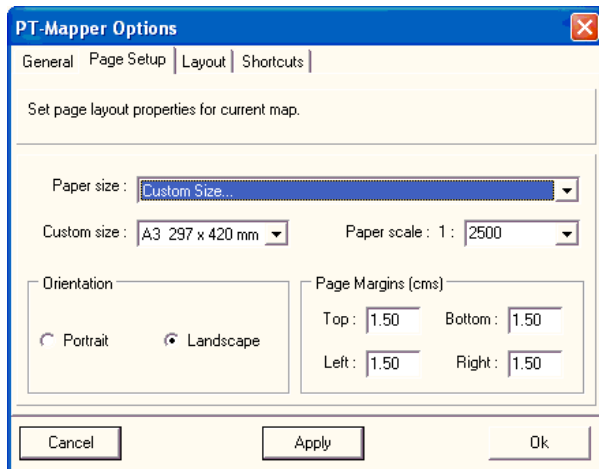 PT-Mapper Options
General Page Setup Layout Shortcuts
Set page layout properties for current map.
Paper size : Custom Size...
Custom size : A3 297 x 420 mm Paper scale : 1 : 2500
Orientation Page Margins (cms)
Top : 1.50 Bottom : 1.50
Portrait Landscape
Left : 1.50 Right : 1.50
Cancel Apply Ok